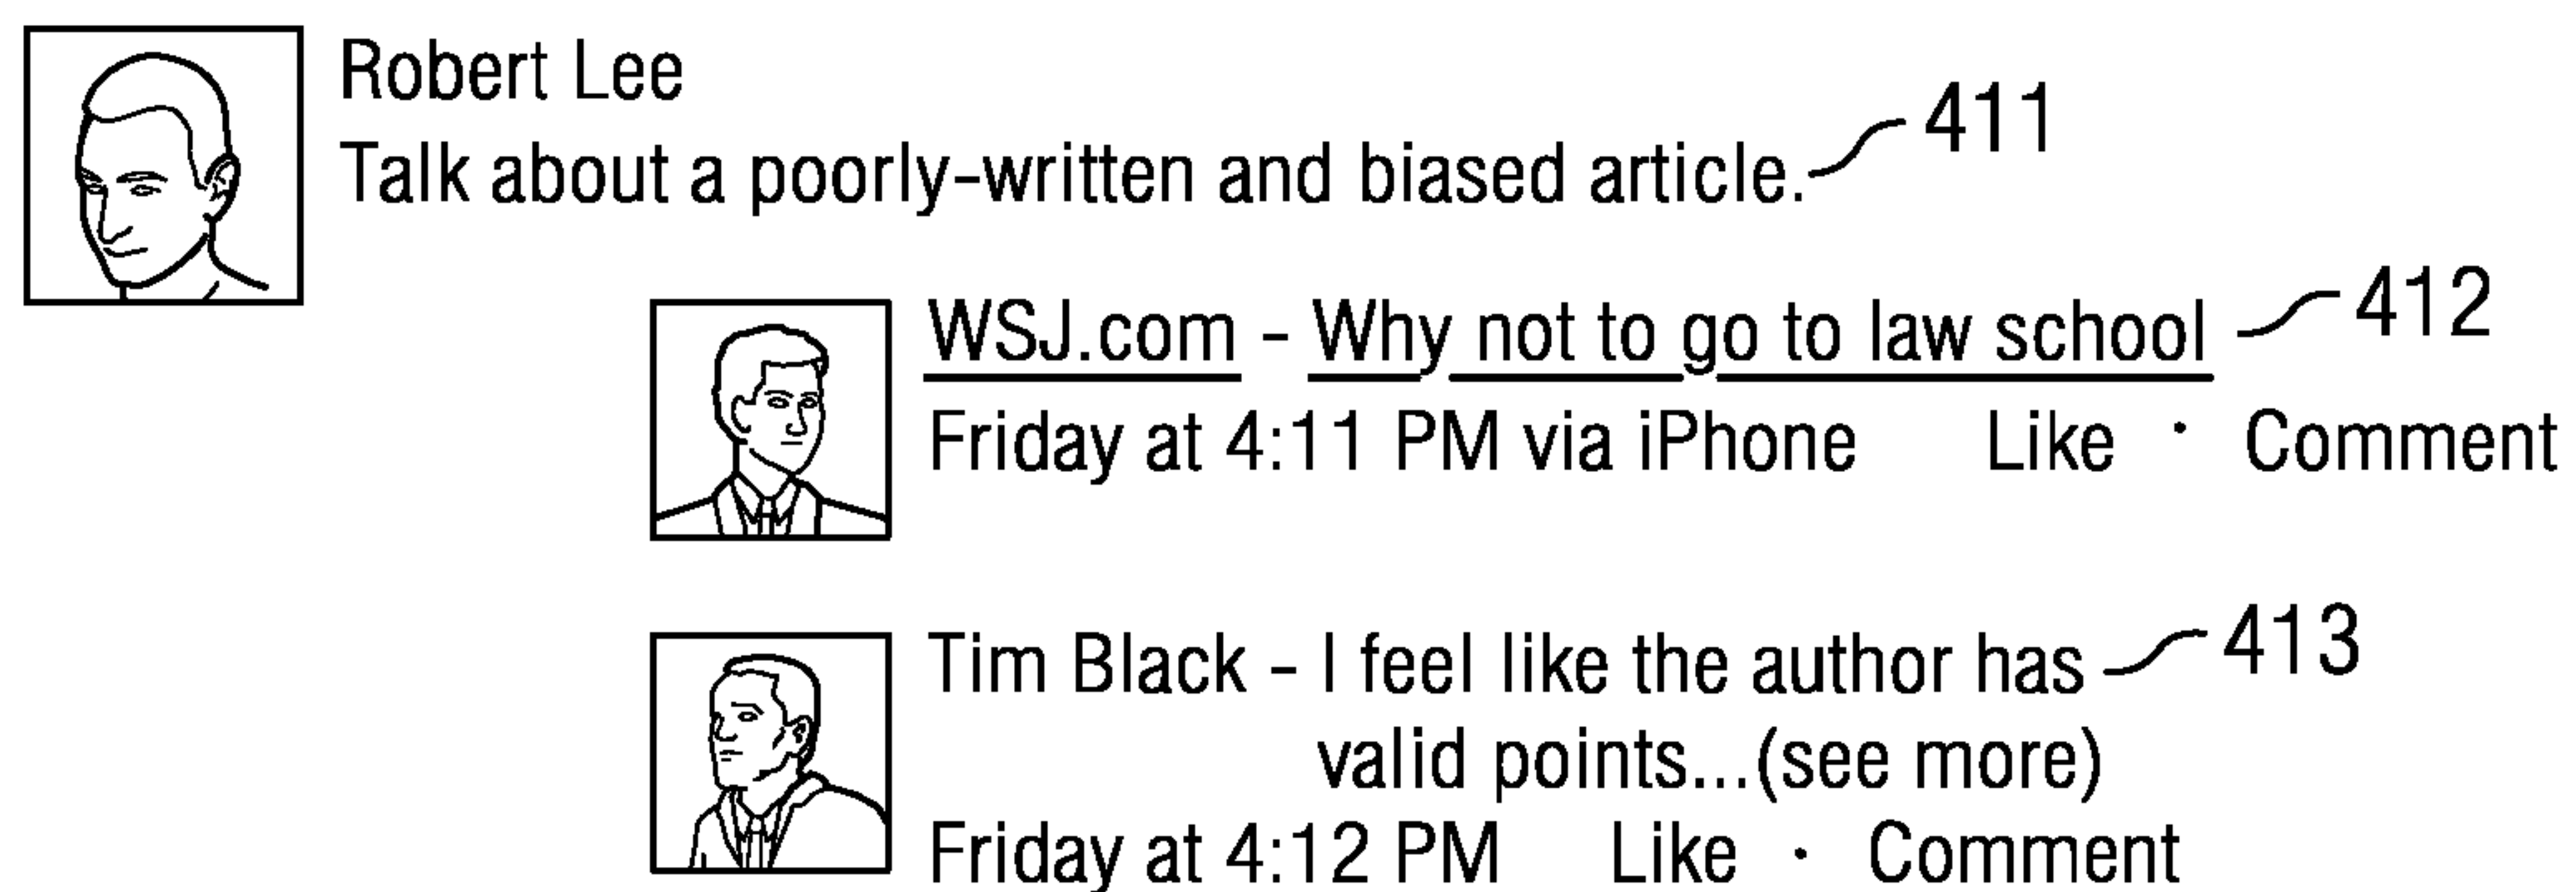 Robert Lee
Talk about a poorly-written and biased article. 411
WSJ.com - Why not to go to law school 412
Friday at 4:11 PM via iPhone Like · Comment
Tim Black - I feel like the author has 413
valid points...(see more)
Friday at 4:12 PM Like · Comment